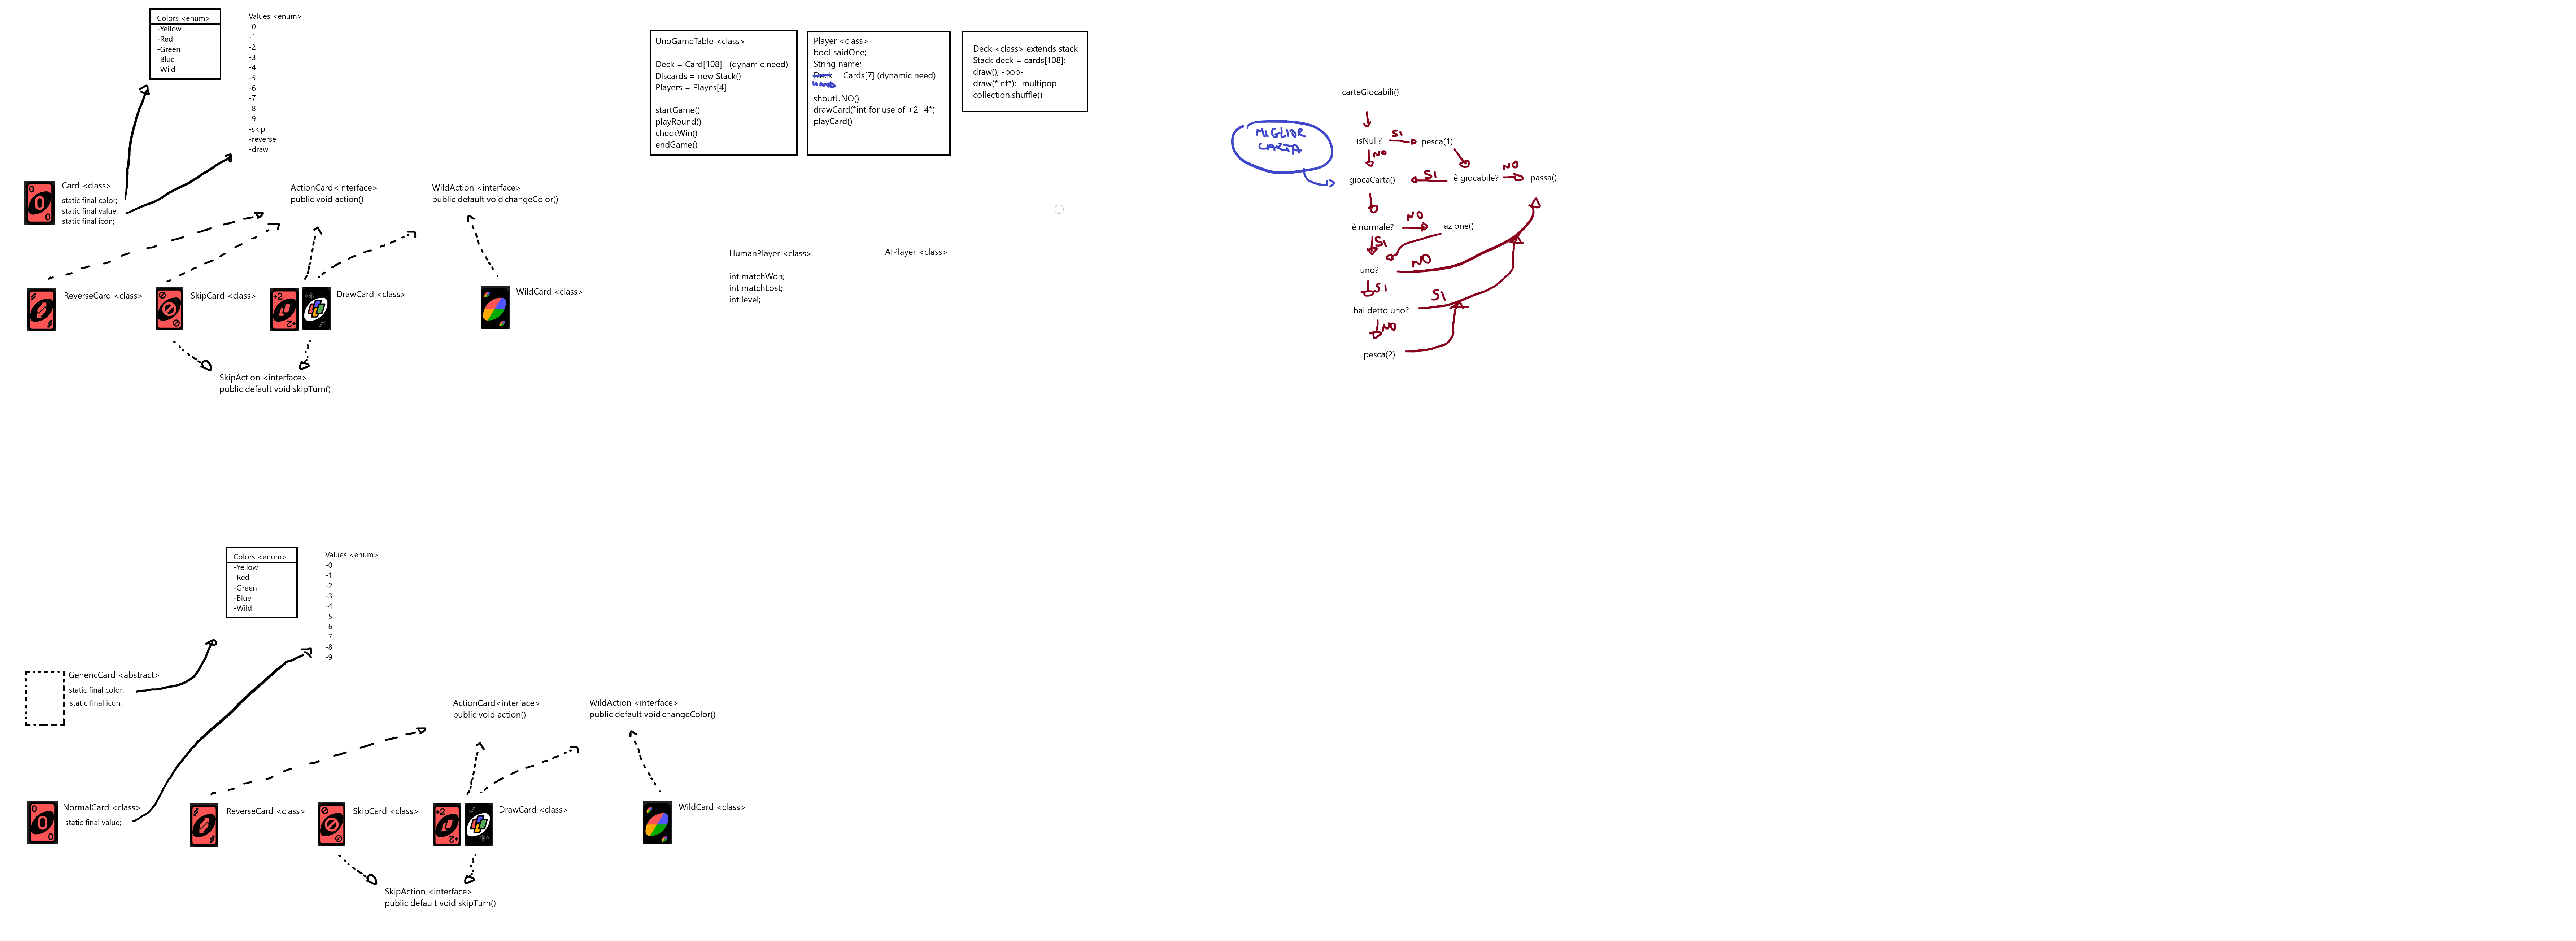 Colors <enum>
-Yellow
-Red
-Green
-Blue
-Wild
Values <enum>
-0
-1
-2
-3
-4
-5
-6
-7
-8
-9
-skip
-reverse
-draw
Card <class>
static final color;
static final value;
static final icon;
0
0
0
ActionCard<interface>
public void action()
WildAction <interface>
public default void changeColor()
ReverseCard <class>
SkipCard <class>
+2
+2
DrawCard <class>
WildCard <class>
SkipAction <interface>
public default void skipTurn()
UnoGameTable <class>
Deck = Card[108] (dynamic need)
Discards = new Stack()
Players = Playes[4]
startGame()
playRound()
checkWin()
endGame()
Player <class>
bool saidOne;
String name;
Deck = Cards[7] (dynamic need)
shoutUNO()
drawCard(*int for use of +2+4*)
playCard()
Deck <class> extends stack
Stack deck = cards[108];
draw(); -pop-
draw(*int*); -multipop-
collection.shuffle()
HumanPlayer <class>
int matchWon;
int matchLost;
int level;
AIPlayer <class>
carteGiocabili()
MIGLIOR
CARTA
isNull?
SI
pesca(1)
NO
giocaCarta()
SI
è giocabile?
NO
passa()
è normale?
NO
azione()
SI
uno?
NO
SI
hai detto uno?
SI
NO
pesca(2)
Colors <enum>
-Yellow
-Red
-Green
-Blue
-Wild
Values <enum>
-0
-1
-2
-3
-4
-5
-6
-7
-8
-9
GenericCard <abstract>
static final color;
static final icon;
ActionCard<interface>
public void action()
WildAction <interface>
public default void changeColor()
NormalCard <class>
static final value;
0
0
0
ReverseCard <class>
SkipCard <class>
+2
+2
DrawCard <class>
WildCard <class>
SkipAction <interface>
public default void skipTurn()